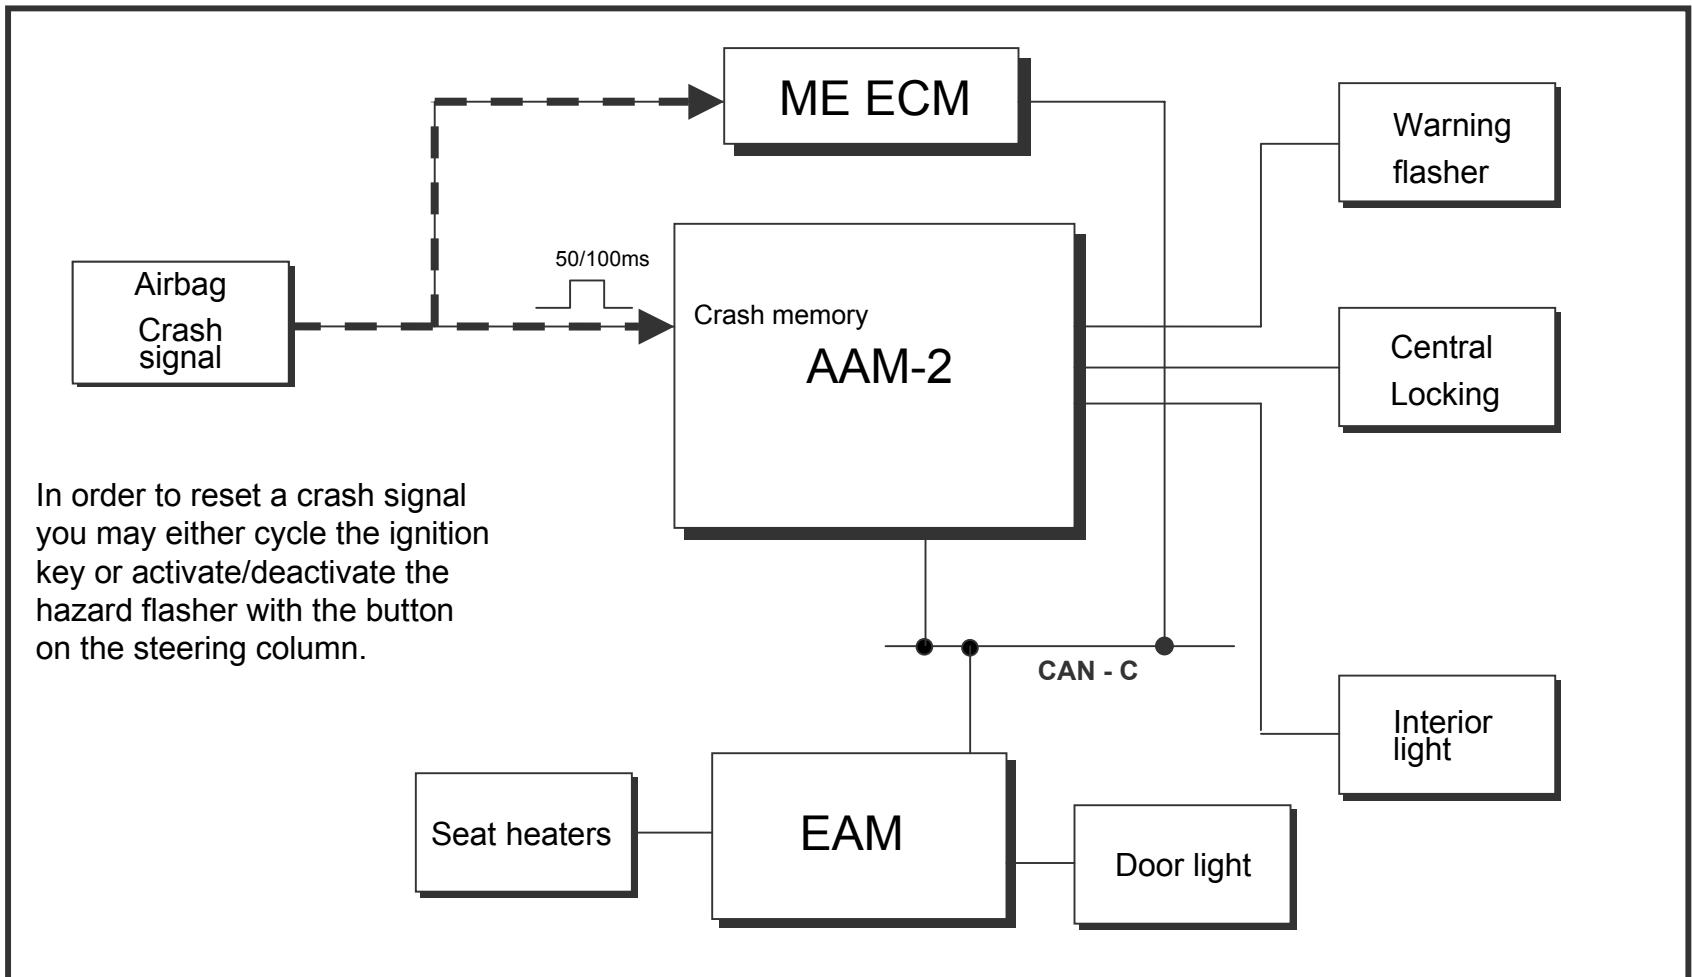 ME ECM
Warning
flasher
50/100ms
Airbag
Crash
signal
Crash memory
AAM-2
Central
Locking
In order to reset a crash signal
you may either cycle the ignition
key or activate/deactivate the
hazard flasher with the button
on the steering column.
CAN - C
Interior
light
Seat heaters
EAM
Door light